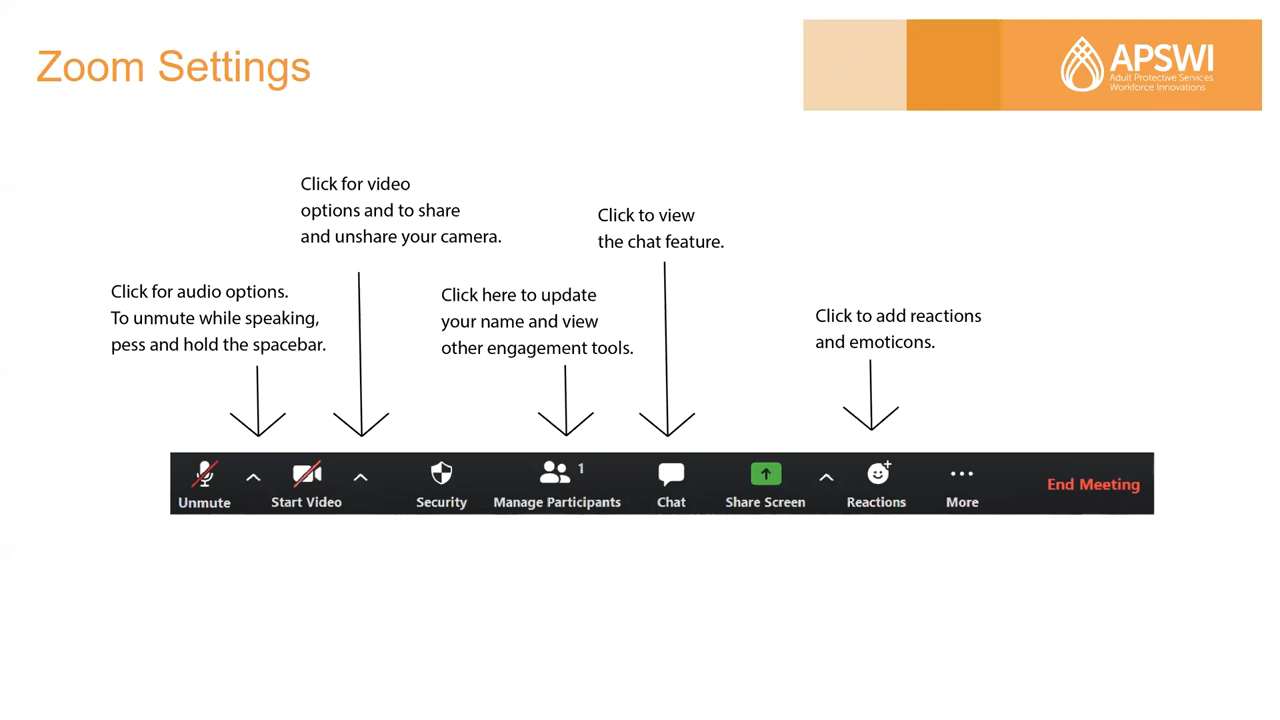 Zoom Settings
APSWI
Adult Protective Services
Workforce Innovations
Click for video
options and to share
and unshare your camera.
Click to view
the chat feature.
Click for audio options.
To unmute while speaking,
pess and hold the spacebar.
Click here to update
your name and view
other engagement tools.
Click to add reactions
and emoticons.
1
Unmute
Start Video
Security
Manage Participants
Chat
Share Screen
Reactions
More
End Meeting